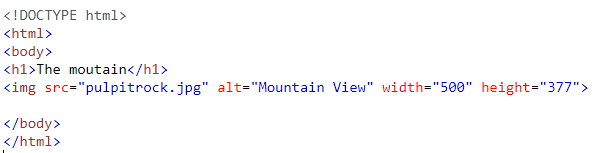 <!DOCTYPE html>
<html>
<body>
<h1>The moutain</h1>
<img src="pulpitrock.jpg" alt="Mountain View" width="500" height="377">
</body>
</html>